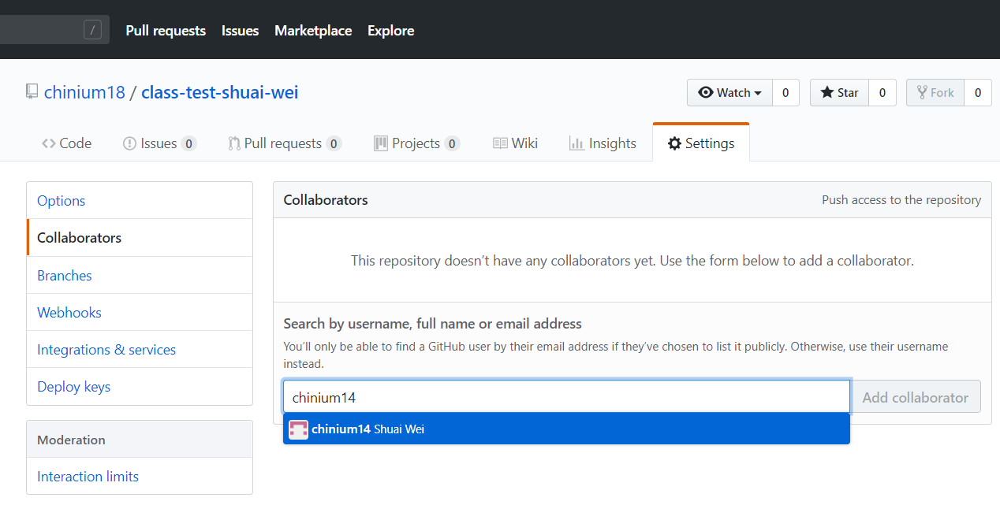 / Pull requests Issues Marketplace Explore
chinium18 / class-test-shuai-wei Watch 0 Star 0 Fork 0
Code Issues 0 Pull requests 0 Projects 0 Wiki Insights Settings
Options
Collaborators
Branches
Webhooks
Integrations & services
Deploy keys
Moderation
Interaction limits
Collaborators Push access to the repository
This repository doesn’t have any collaborators yet. Use the form below to add a collaborator.
Search by username, full name or email address
You’ll only be able to find a GitHub user by their email address if they’ve chosen to list it publicly. Otherwise, use their username
instead.
chinium14 Add collaborator
chinium14 Shuai Wei